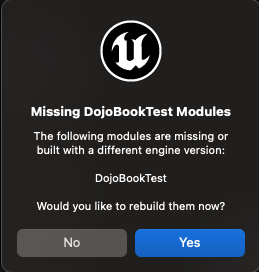 Missing DojoBookTest Modules
The following modules are missing or
built with a different engine version:
DojoBookTest
Would you like to rebuild them now?
No
Yes